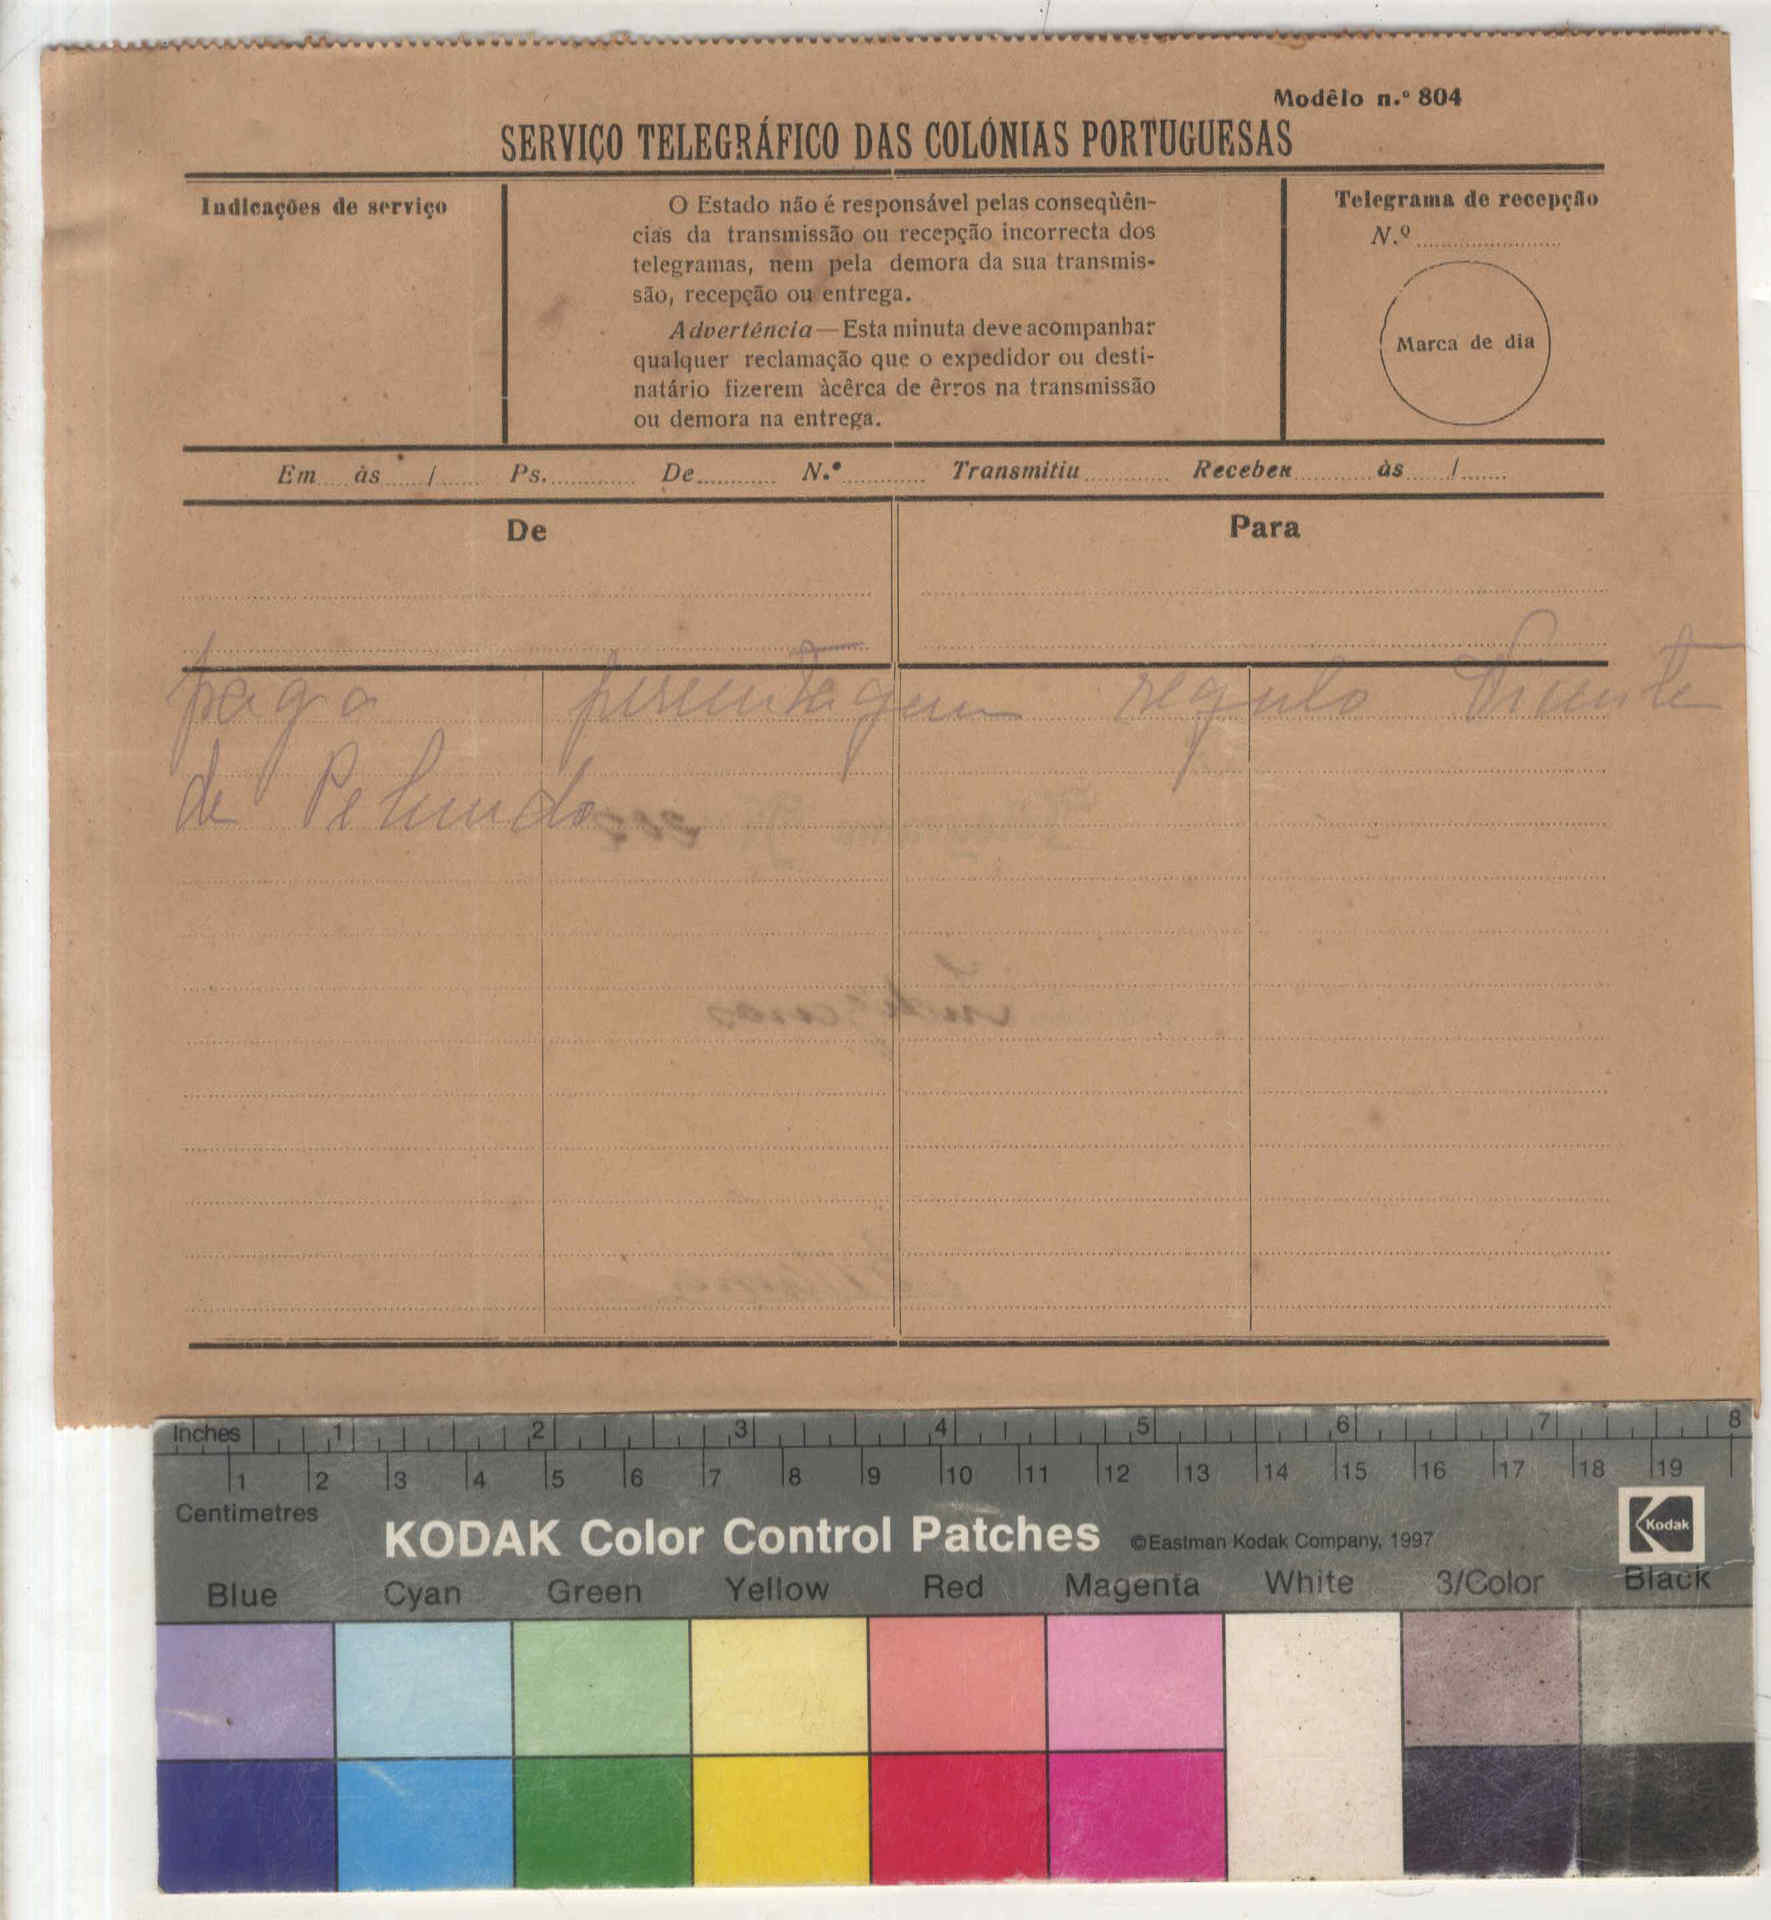 Modêlo n.º 804
SERVIÇO TELEGRÁFICO DAS COLÓNIAS PORTUGUESAS
Indicações de serviço
O Estado não é responsável pelas conseqüên-
cias da transmissão ou recepção incorrecta dos
telegramas, nem pela demora da sua transmis-
são, recepção ou entrega.
Advertência—Esta minuta deve acompanhar
qualquer reclamação que o expedidor ou desti-
natário fizerem àcêrca de êrros na transmissão
ou demora na entrega.
Telegrama de recepção
N.º
Marca de dia
Em às / Ps. De N.º Transmitiu Recebeu às /
De Para
paga persentagem regulo Vicente
de Pelundo
Indigenas
Inches 1 2 3 4 5 6 7 8
1 2 3 4 5 6 7 8 9 10 11 12 13 14 15 16 17 18 19
Centimetres
KODAK Color Control Patches ©Eastman Kodak Company, 1997 Kodak
Blue Cyan Green Yellow Red Magenta White 3/Color Black